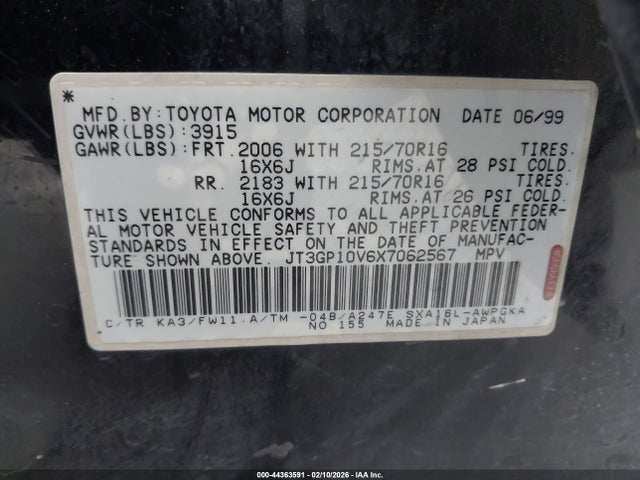 *
MFD.BY:TOYOTA MOTOR CORPORATION DATE 06/99
GVWR(LBS):3915
GAWR(LBS):FRT.2006 WITH 215/70R16 TIRES.
16X6J RIMS.AT 28 PSI COLD.
RR. 2183 WITH 215/70R16 TIRES.
16X6J RIMS.AT 26 PSI COLD.
THIS VEHICLE CONFORMS TO ALL APPLICABLE FEDER-
AL MOTOR VEHICLE SAFETY AND THEFT PREVENTION
STANDARDS IN EFFECT ON THE DATE OF MANUFAC-
TURE SHOWN ABOVE. JT3GP10V6X7062567 MPV
C/TR KA3/FW11.A/TM -04B/A247E SXA16L-AWPGKA
NO.155 MADE IN JAPAN
000-44363591 - 02/10/2026 - IAA Inc.